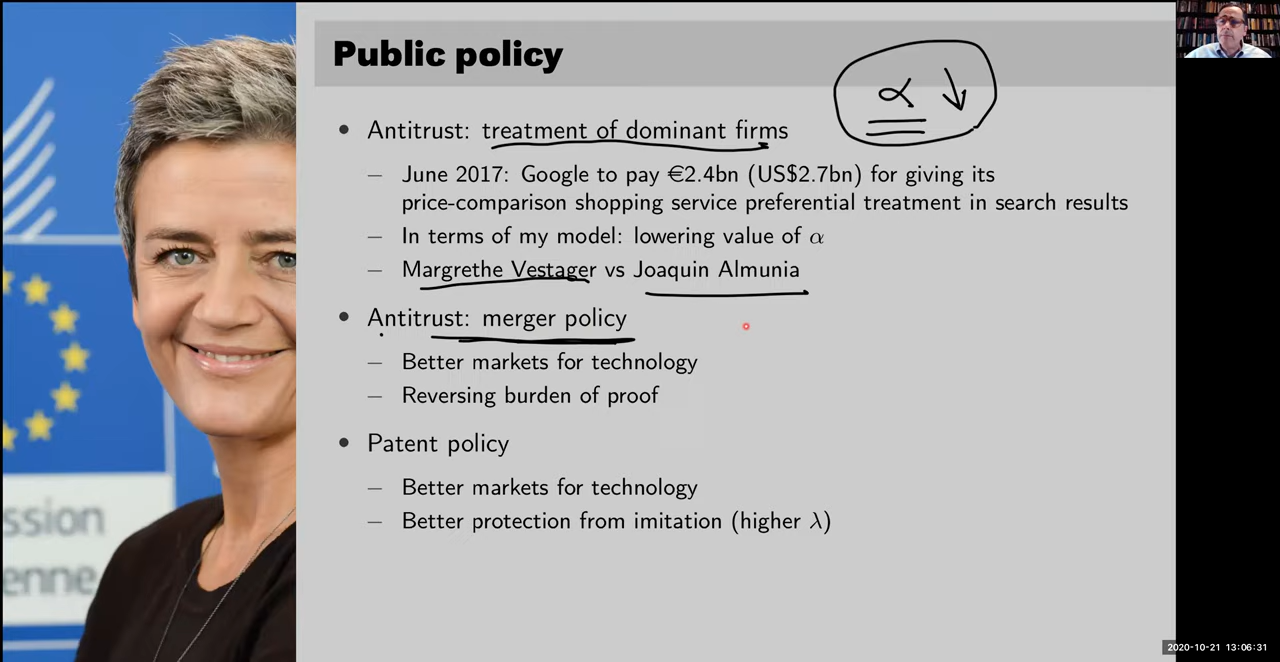 Public policy
α ↓
• Antitrust: treatment of dominant firms
– June 2017: Google to pay €2.4bn (US$2.7bn) for giving its
price-comparison shopping service preferential treatment in search results
– In terms of my model: lowering value of α
– Margrethe Vestager vs Joaquin Almunia
• Antitrust: merger policy
– Better markets for technology
– Reversing burden of proof
• Patent policy
– Better markets for technology
– Better protection from imitation (higher λ)
ssion
enne
2020-10-21 13:06:31